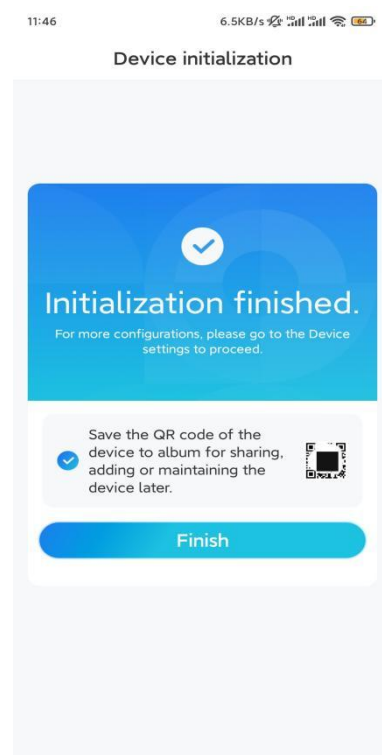 11:46
6.5KB/s HD HD 64
Device initialization
Initialization finished.
For more configurations, please go to the Device
settings to proceed.
Save the QR code of the
device to album for sharing,
adding or maintaining the
device later.
Finish